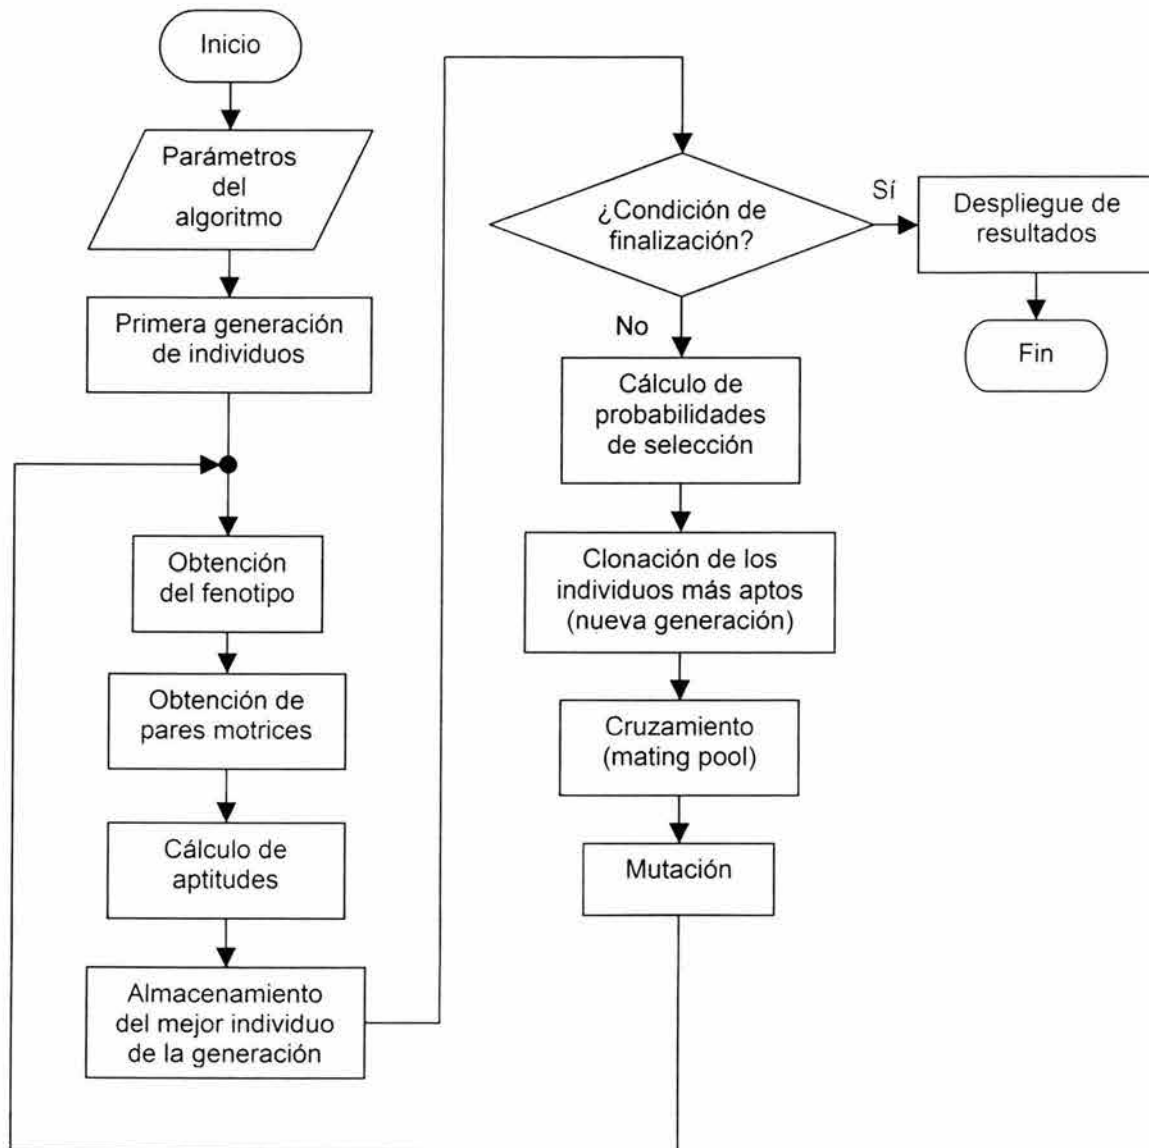 Inicio
Parámetros
del
algoritmo
Primera generación
de individuos
Obtención
del fenotipo
Obtención de
pares motrices
Cálculo de
aptitudes
Almacenamiento
del mejor individuo
de la generación
¿Condición de
finalización?
Sí
Despliegue de
resultados
Fin
No
Cálculo de
probabilidades
de selección
Clonación de los
individuos más aptos
(nueva generación)
Cruzamiento
(mating pool)
Mutación